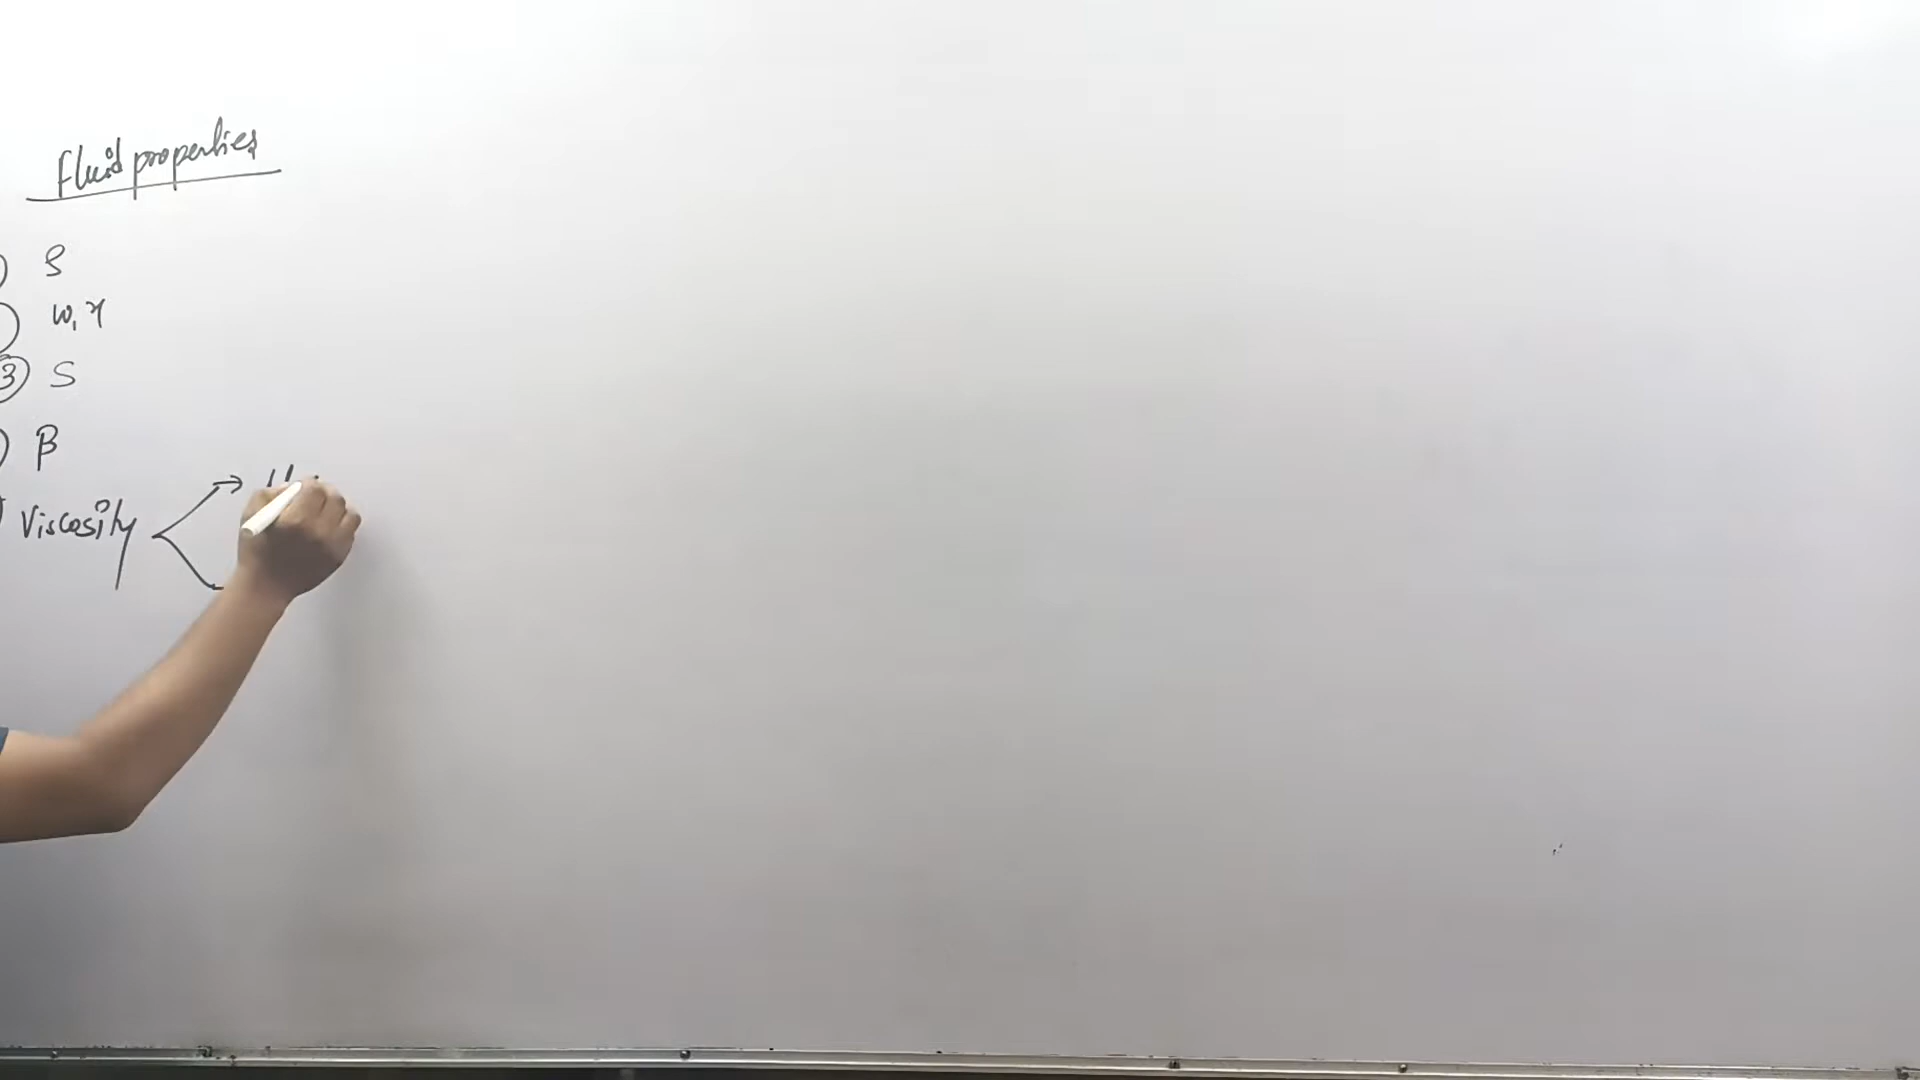 Fluid properties
ρ
w, γ
③ S
β
Viscosity